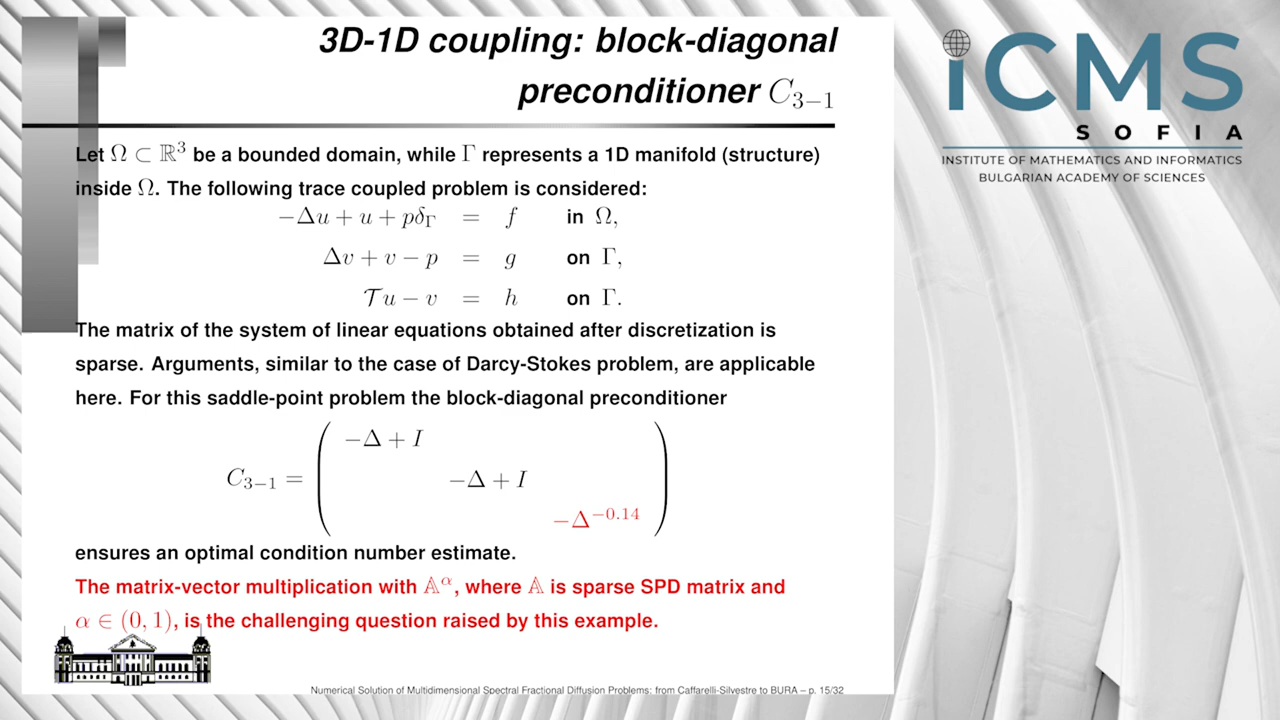 3D-1D coupling: block-diagonal
preconditioner C₃₋₁
iCMS
SOFIA
INSTITUTE OF MATHEMATICS AND INFORMATICS
BULGARIAN ACADEMY OF SCIENCES
Let Ω ⊂ ℝ³ be a bounded domain, while Γ represents a 1D manifold (structure)
inside Ω. The following trace coupled problem is considered:
−Δu + u + pδ_Γ = f in Ω,
Δv + v − p = g on Γ,
𝒯u − v = h on Γ.
The matrix of the system of linear equations obtained after discretization is
sparse. Arguments, similar to the case of Darcy-Stokes problem, are applicable
here. For this saddle-point problem the block-diagonal preconditioner
−Δ + I
C₃₋₁ = −Δ + I
−Δ^{−0.14}
ensures an optimal condition number estimate.
The matrix-vector multiplication with 𝔸^α, where 𝔸 is sparse SPD matrix and
α ∈ (0, 1), is the challenging question raised by this example.
Numerical Solution of Multidimensional Spectral Fractional Diffusion Problems: from Caffarelli-Silvestre to BURA – p. 15/32